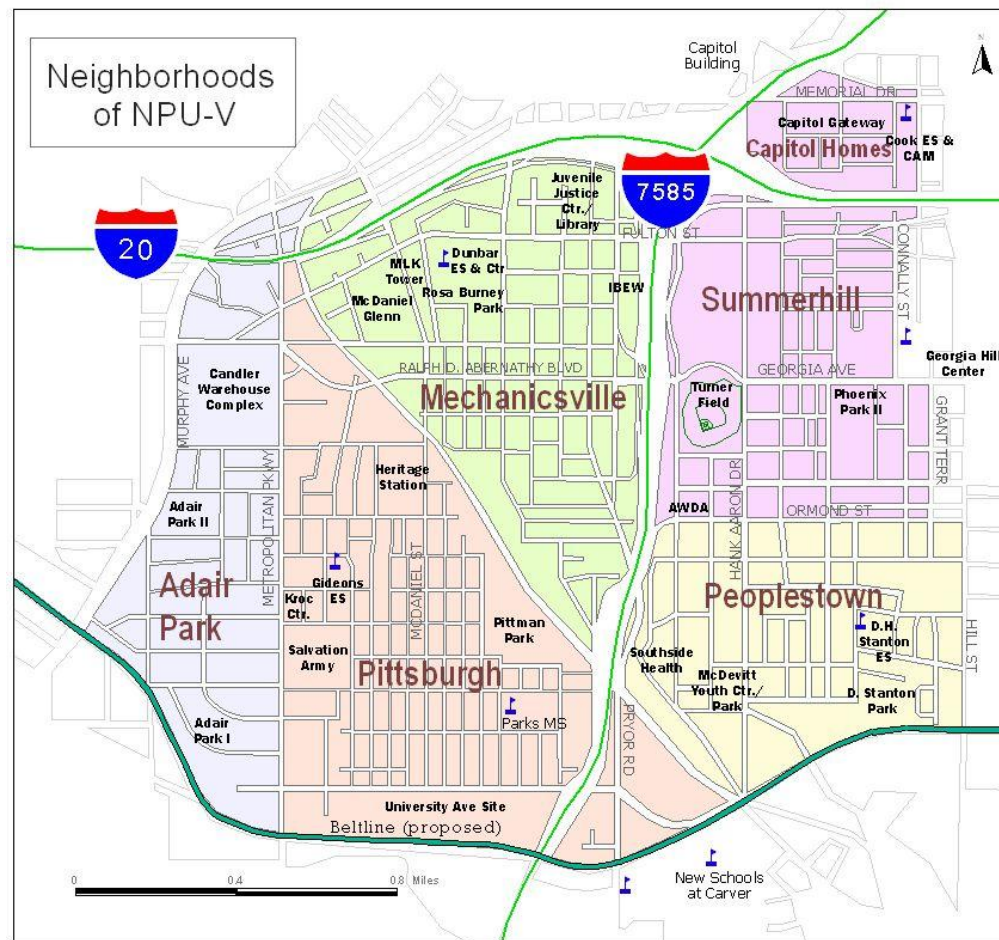 Neighborhoods
of NPU-V
Capitol
Building
N
MEMORIAL DR
Capitol Gateway
Capitol Homes
Cook ES &
CAM
20
7585
Juvenile
Justice
Ctr./
Library
FULTON ST
Dunbar
ES & Ctr
MLK
Tower
Rosa Burney
Park
McDaniel
Glenn
IBEW
CONNALLY ST
Summerhill
MURPHY AVE
Candler
Warehouse
Complex
RALPH D. ABERNATHY BLVD
Mechanicsville
GEORGIA AVE
Georgia Hill
Center
Turner
Field
Phoenix
Park II
GRANT TERR
Heritage
Station
METROPOLITAN PKWY
Adair
Park II
AWDA
HANK AARON DR
ORMOND ST
MCDANIEL ST
Gideons
ES
Kroc
Ctr.
Adair
Park
Peoplestown
Pittman
Park
Salvation
Army
Pittsburgh
Southside
Health
D.H.
Stanton
ES
HILL ST
McDevitt
Youth Ctr./
Park
D. Stanton
Park
Adair
Park I
Parks MS
PRYOR RD
University Ave Site
Beltline (proposed)
New Schools
at Carver
0 0.4 0.8 Miles